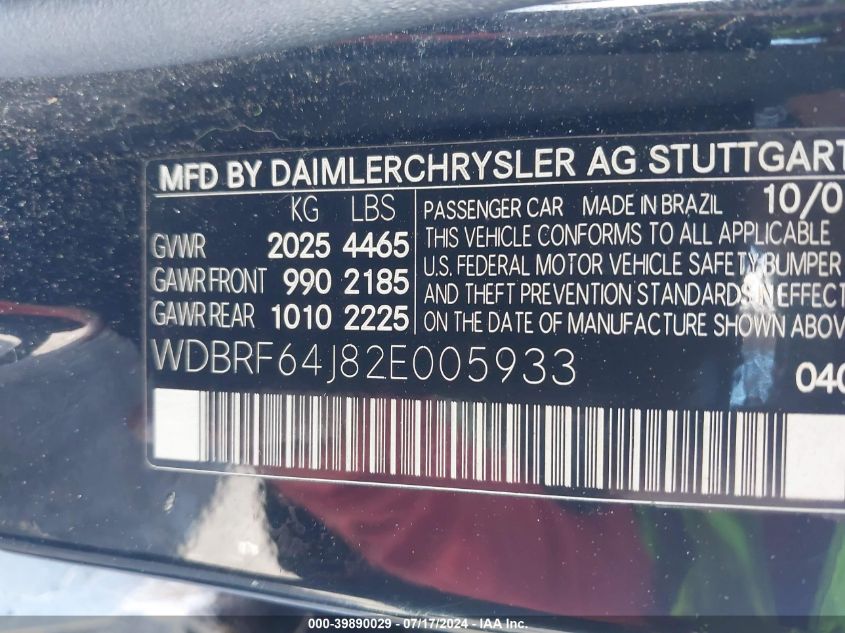 MFD BY DAIMLERCHRYSLER AG STUTTGART
KG LBS
GVWR 2025 4465
GAWR FRONT 990 2185
GAWR REAR 1010 2225
PASSENGER CAR MADE IN BRAZIL 10/0
THIS VEHICLE CONFORMS TO ALL APPLICABLE
U.S. FEDERAL MOTOR VEHICLE SAFETY BUMPER
AND THEFT PREVENTION STANDARDS IN EFFECT
ON THE DATE OF MANUFACTURE SHOWN ABOV
WDBRF64J82E005933
040
000-39890029 - 07/17/2024 - IAA Inc.